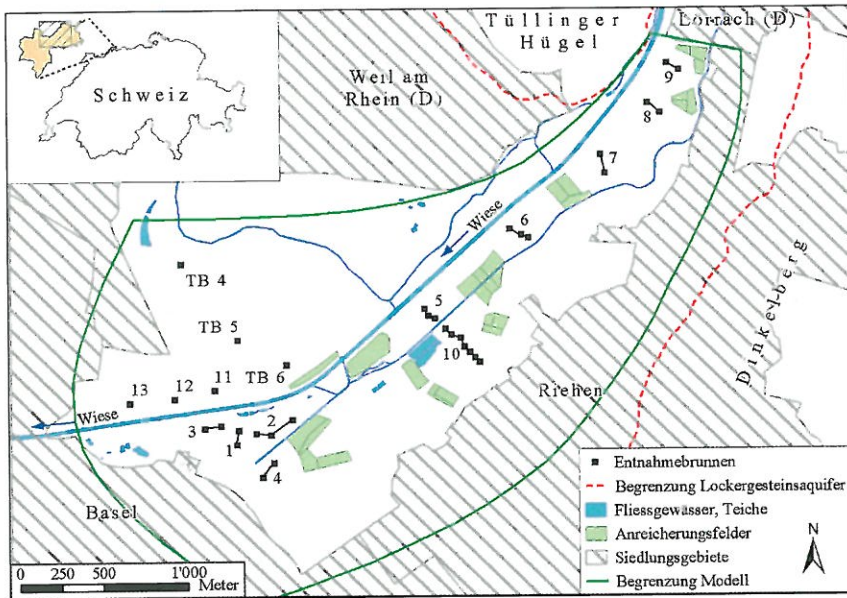 Schweiz
Tüllinger
Hügel
Lörrach (D)
Weil am
Rhein (D)
9
8
7
Wiese
6
TB 4
5
TB 5
10
TB 6
Dinkelberg
Riehen
13
12
11
Wiese
3
2
1
4
Basel
0 250 500 1'000
Meter
Entnahmebrunnen
Begrenzung Lockergesteinsaquifer
Fliessgewässer, Teiche
Anreicherungsfelder
Siedlungsgebiete
Begrenzung Modell
N